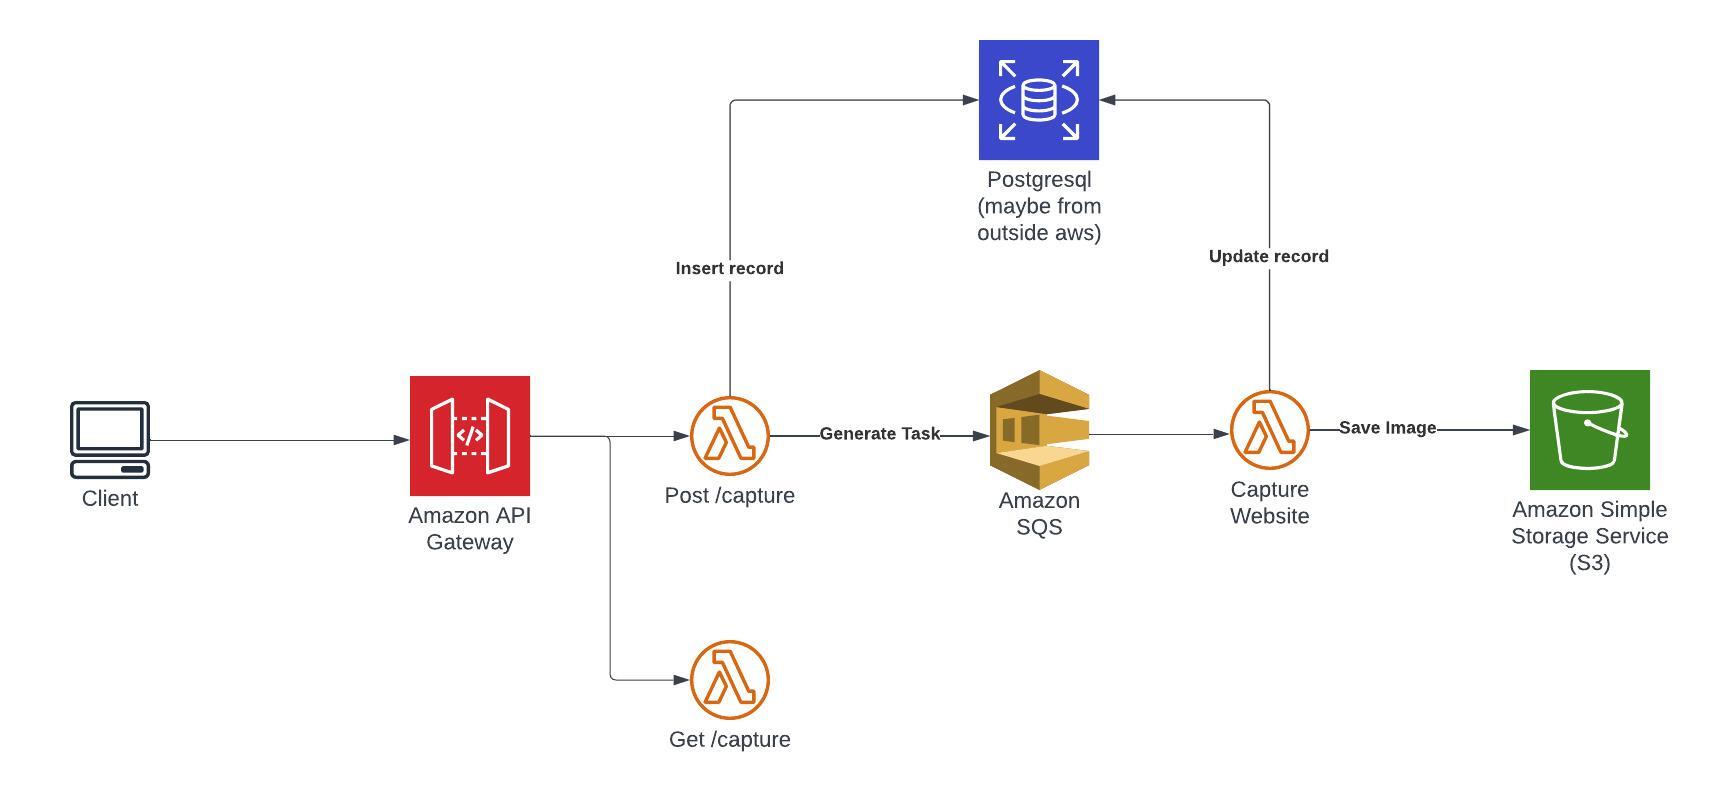 Postgresql
(maybe from
outside aws)
Insert record
Update record
Client
Amazon API
Gateway
Post /capture
Generate Task
Amazon
SQS
Capture
Website
Save Image
Amazon Simple
Storage Service
(S3)
Get /capture